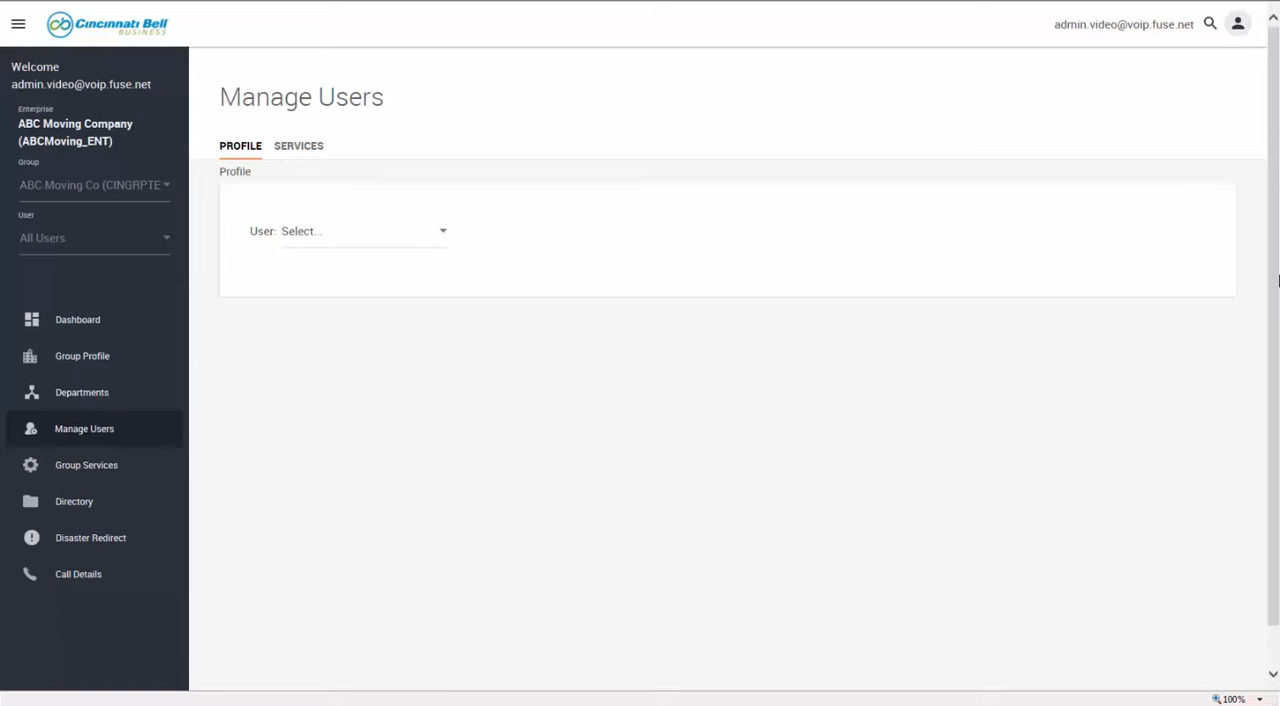 Cincinnati Bell
BUSINESS
admin.video@voip.fuse.net
Welcome
admin.video@voip.fuse.net
Enterprise
ABC Moving Company
(ABCMoving_ENT)
Group
ABC Moving Co (CINGRPTE
User
All Users
Dashboard
Group Profile
Departments
Manage Users
Group Services
Directory
Disaster Redirect
Call Details
Manage Users
PROFILE SERVICES
Profile
User: Select...
100%